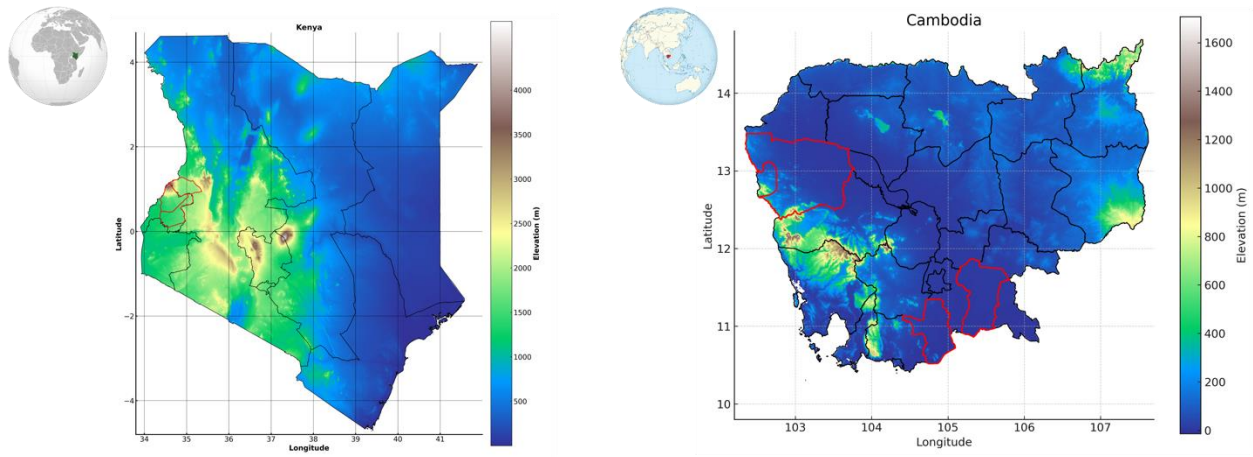 Kenya
4
2
0
−2
−4
Latitude
34 35 36 37 38 39 40 41
Longitude
4000
3500
3000
2500
2000
1500
1000
500
Elevation (m)
Cambodia
14
13
12
11
10
Latitude
103 104 105 106 107
Longitude
1600
1400
1200
1000
800
600
400
200
0
Elevation (m)